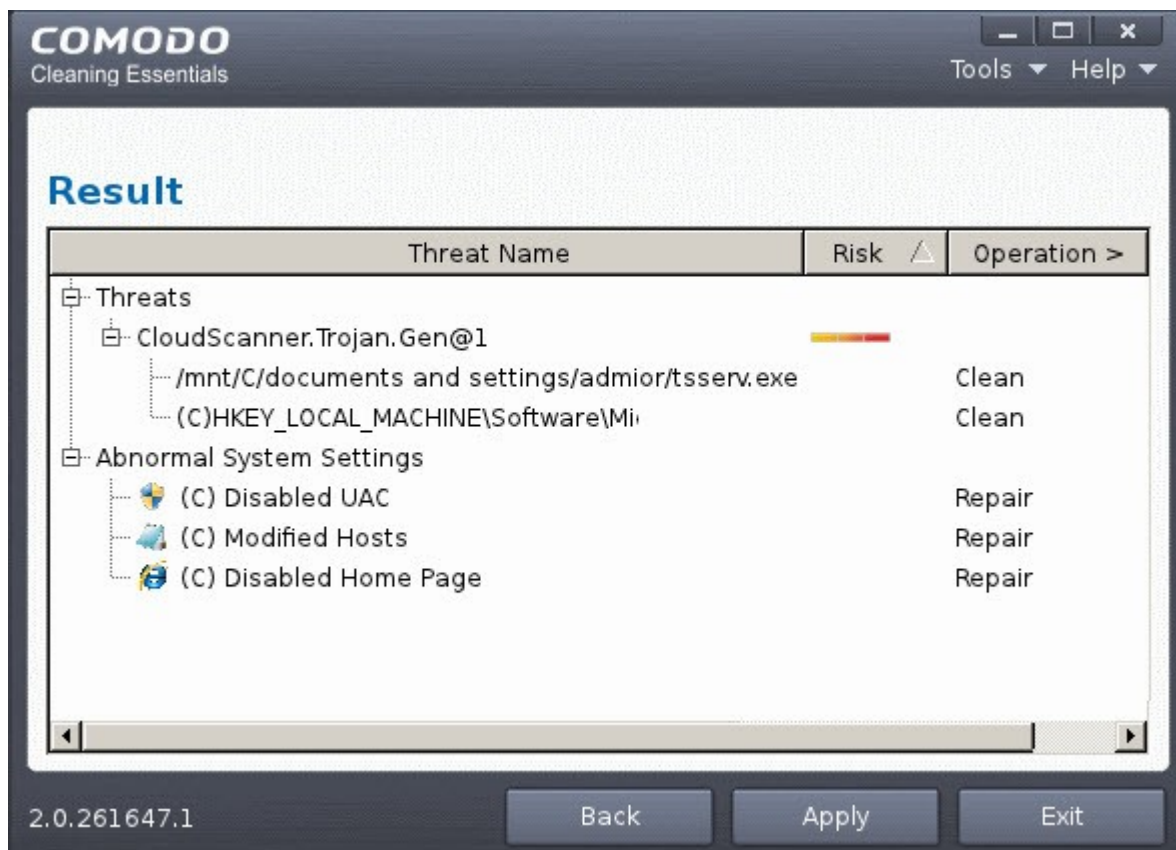 COMODO
Cleaning Essentials
Tools Help
Result
Threat Name Risk Operation >
Threats
CloudScanner.Trojan.Gen@1
/mnt/C/documents and settings/admior/tsserv.exe Clean
(C)HKEY_LOCAL_MACHINE\Software\Mi Clean
Abnormal System Settings
(C) Disabled UAC Repair
(C) Modified Hosts Repair
(C) Disabled Home Page Repair
2.0.261647.1 Back Apply Exit